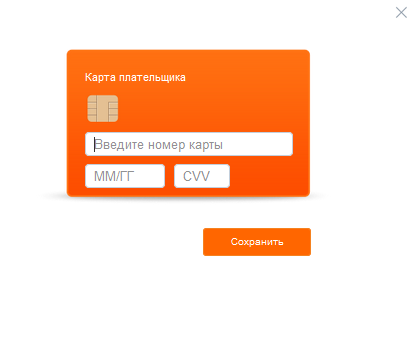 Карта плательщика
Введите номер карты
ММ/ГГ CVV
Сохранить